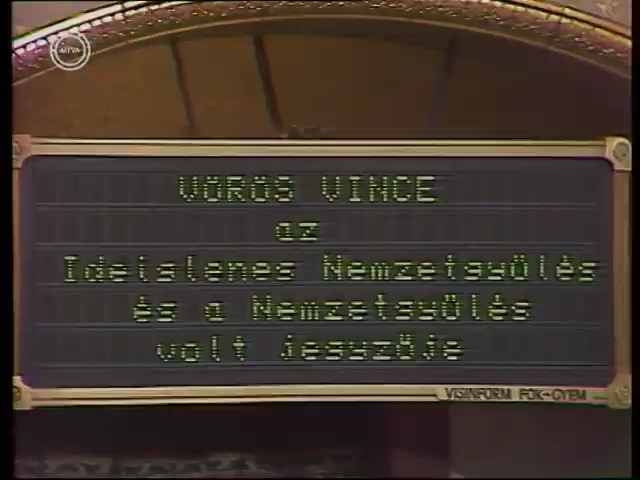 VÖRÖS VINCE
az
Ideiglenes Nemzetgyűlés
és a Nemzetgyűlés
volt jegyzője
VISINFORM FOK-GYEM